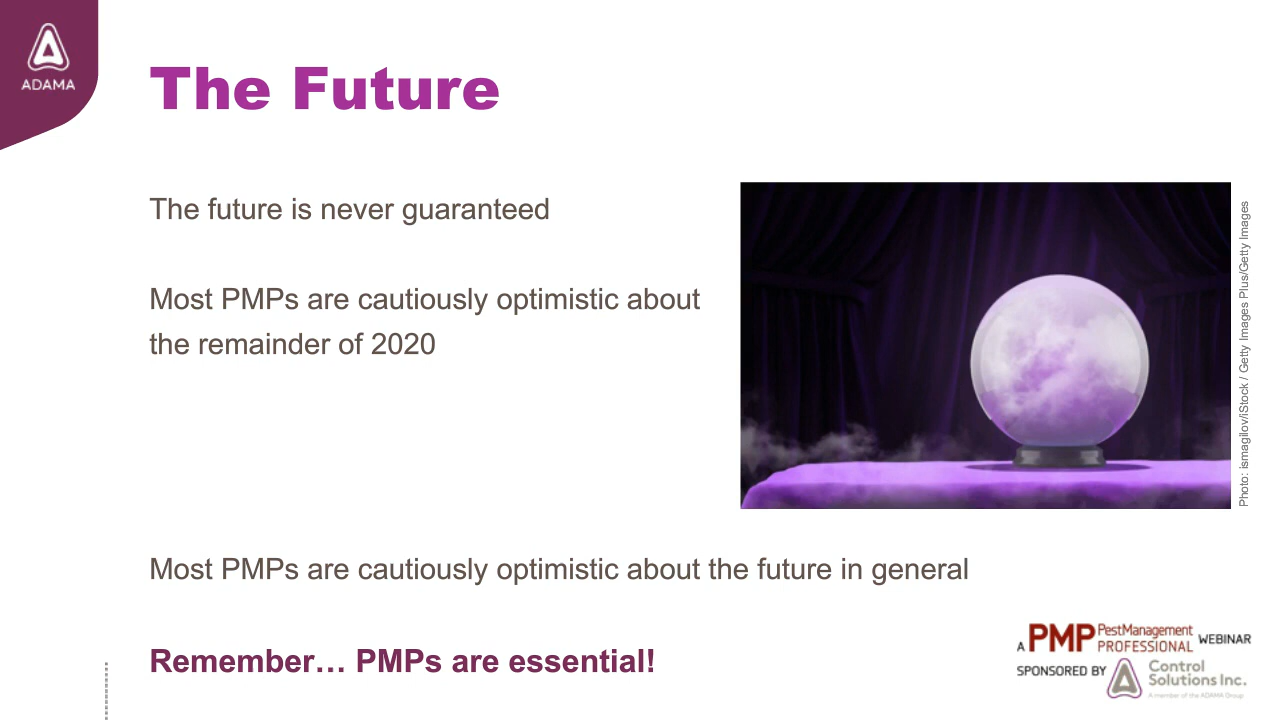 ADAMA
The Future
The future is never guaranteed
Most PMPs are cautiously optimistic about
the remainder of 2020
Photo: ismagilov/iStock / Getty Images Plus/Getty Images
Most PMPs are cautiously optimistic about the future in general
Remember… PMPs are essential!
A PMP PestManagement PROFESSIONAL WEBINAR
SPONSORED BY Control Solutions Inc.
A member of the ADAMA Group